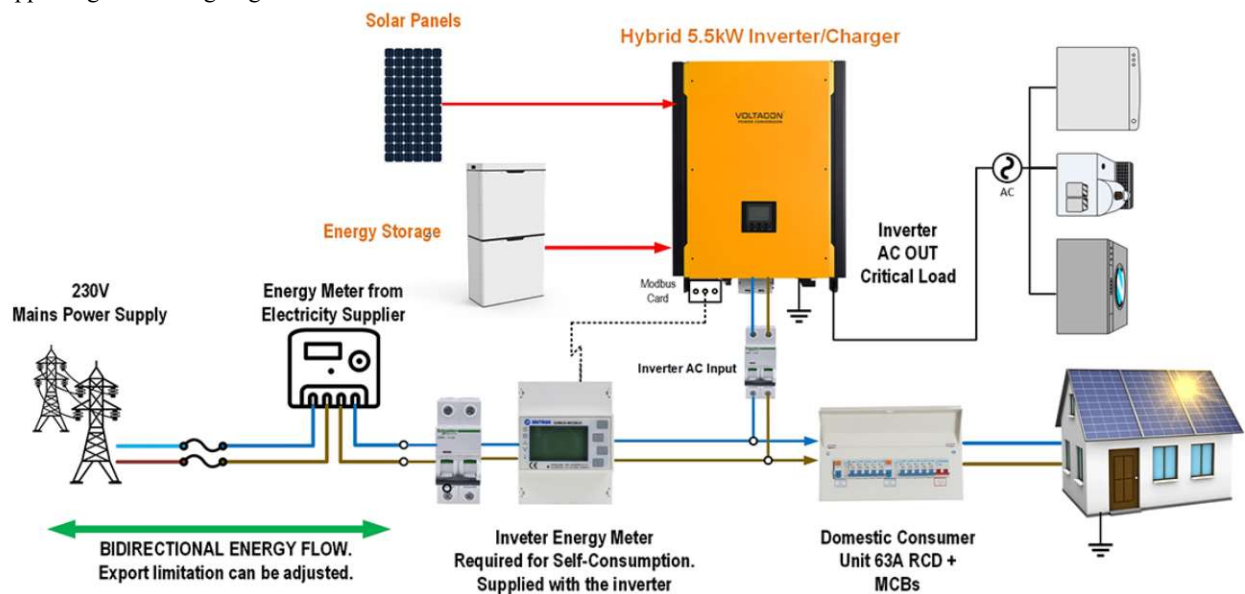 Solar Panels
Hybrid 5.5kW Inverter/Charger
VOLTACON
POWER CONVERSION
AC
Energy Storage
Inverter
AC OUT
Critical Load
230V
Mains Power Supply
Energy Meter from
Electricity Supplier
Modbus
Card
Inverter AC Input
BIDIRECTIONAL ENERGY FLOW.
Export limitation can be adjusted.
Inveter Energy Meter
Required for Self-Consumption.
Supplied with the inverter
Domestic Consumer
Unit 63A RCD +
MCBs